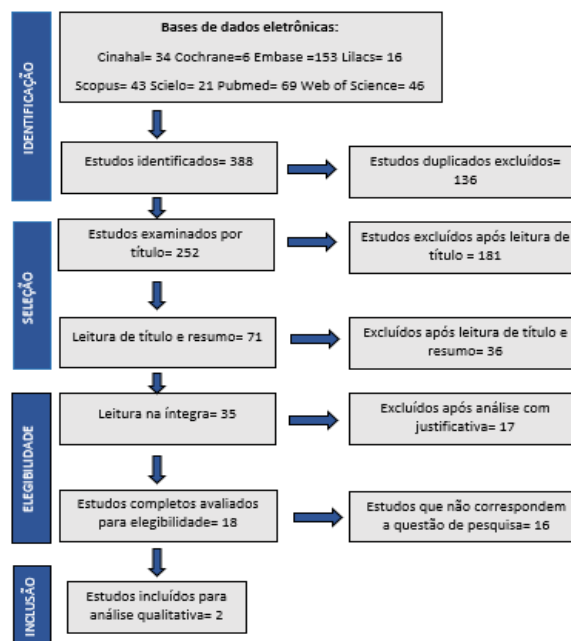 IDENTIFICAÇÃO
Bases de dados eletrônicas:
Cinahal= 34 Cochrane=6 Embase =153 Lilacs= 16
Scopus= 43 Scielo= 21 Pubmed= 69 Web of Science= 46
Estudos identificados= 388
Estudos duplicados excluídos=
136
SELEÇÃO
Estudos examinados por
título= 252
Estudos excluídos após leitura de
título = 181
Leitura de título e resumo= 71
Excluídos após leitura de título e
resumo= 36
ELEGIBILIDADE
Leitura na íntegra= 35
Excluídos após análise com
justificativa= 17
Estudos completos avaliados
para elegibilidade= 18
Estudos que não correspondem
a questão de pesquisa= 16
INCLUSÃO
Estudos incluídos para
análise qualitativa= 2